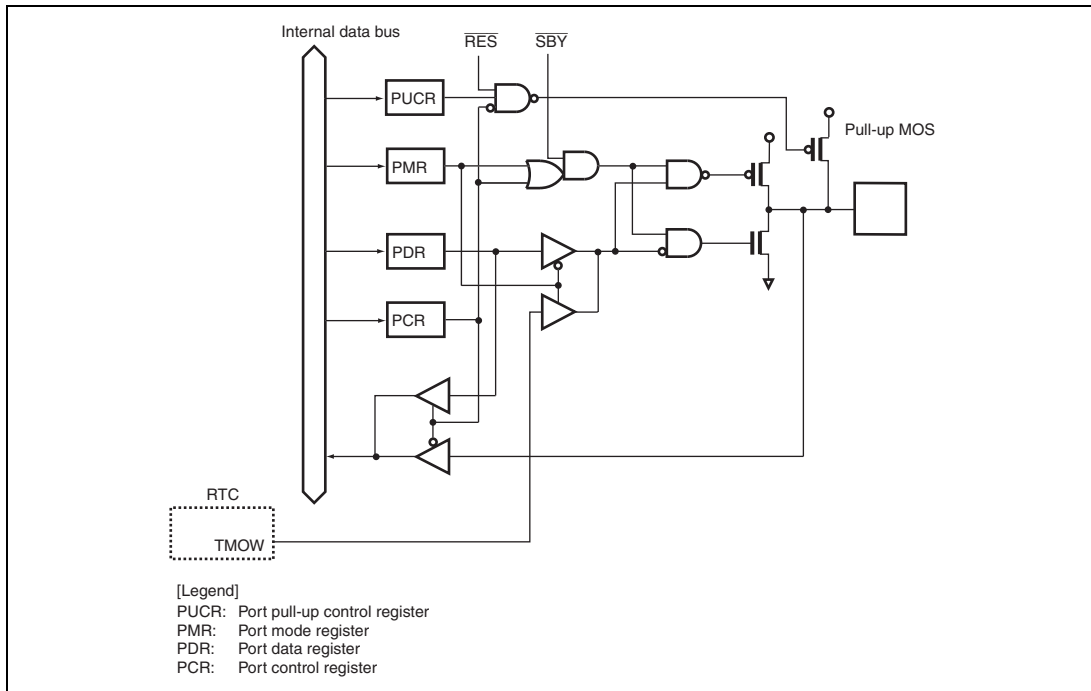 Internal data bus
RES
SBY
PUCR
Pull-up MOS
PMR
PDR
PCR
RTC
TMOW
[Legend]
PUCR: Port pull-up control register
PMR: Port mode register
PDR: Port data register
PCR: Port control register